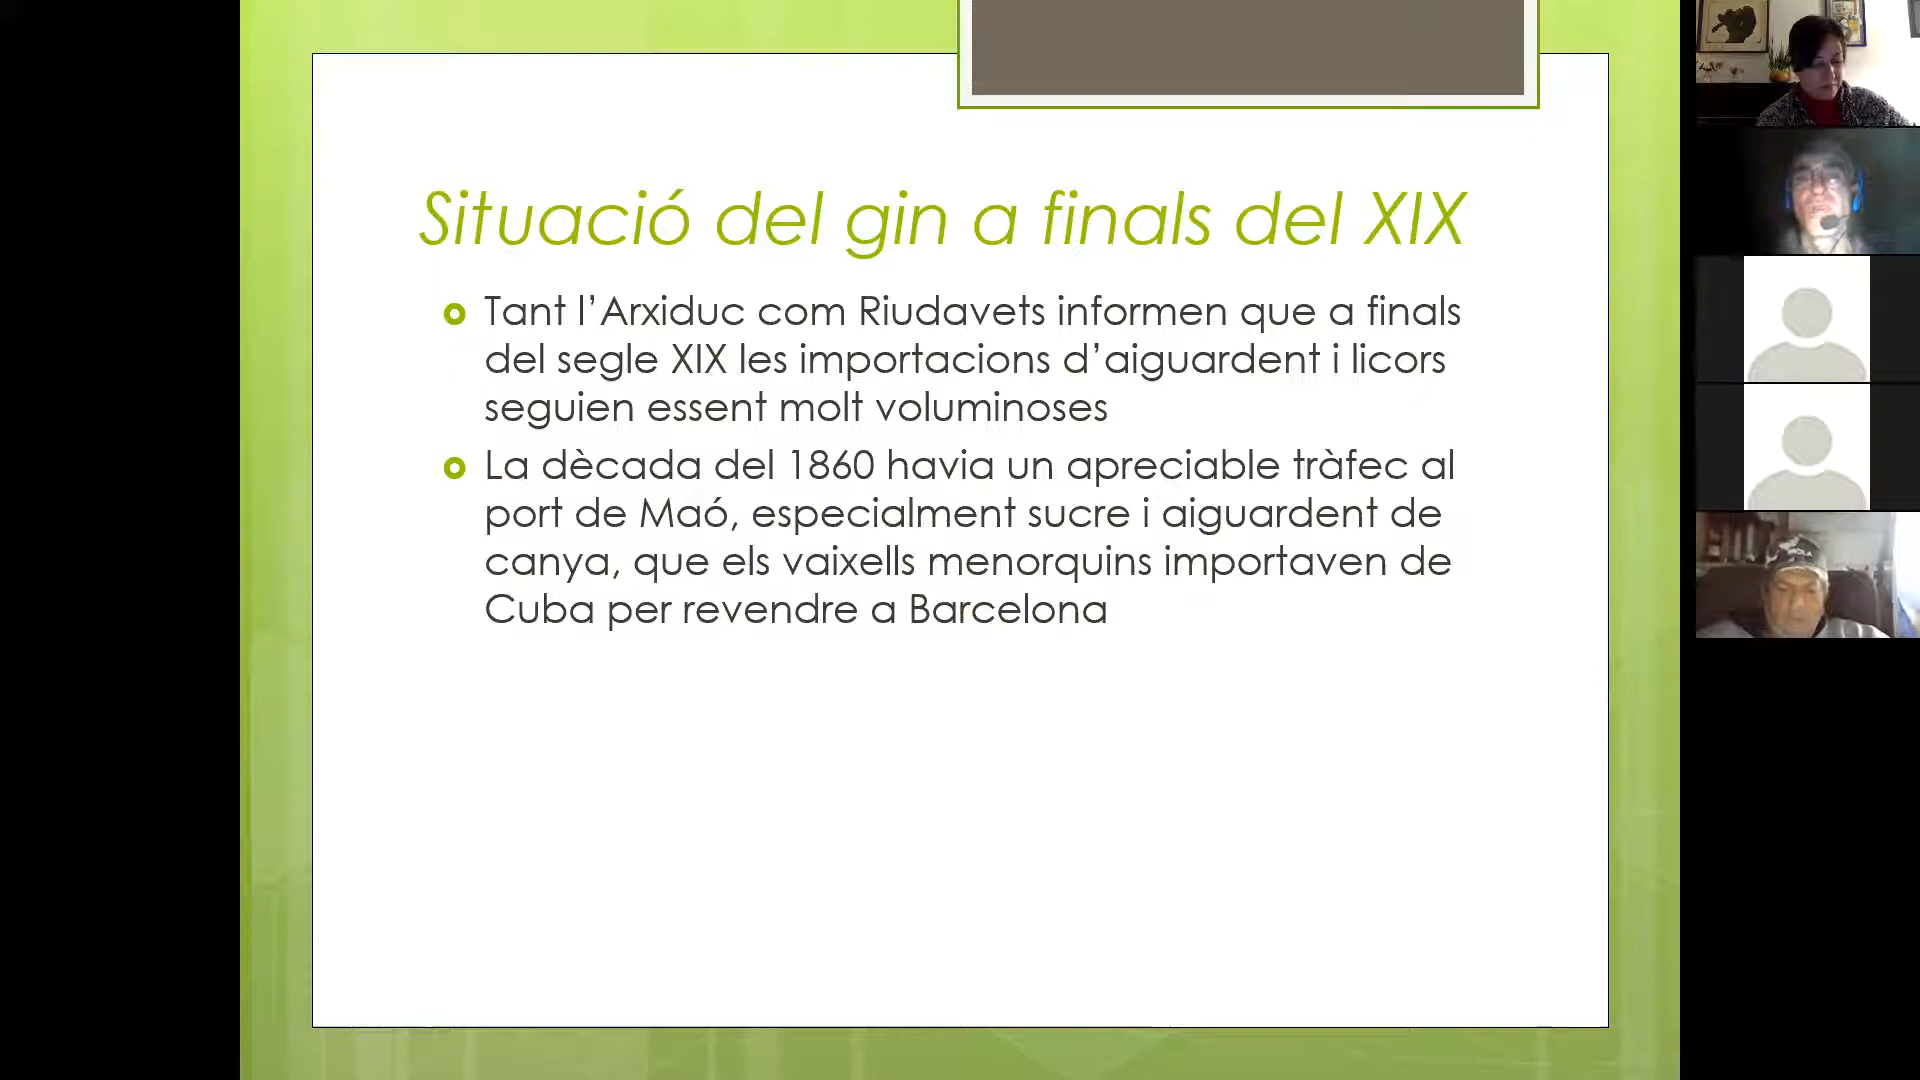 Situació del gin a finals del XIX
Tant l’Arxiduc com Riudavets informen que a finals
del segle XIX les importacions d’aiguardent i licors
seguien essent molt voluminoses
La dècada del 1860 havia un apreciable tràfec al
port de Maó, especialment sucre i aiguardent de
canya, que els vaixells menorquins importaven de
Cuba per revendre a Barcelona